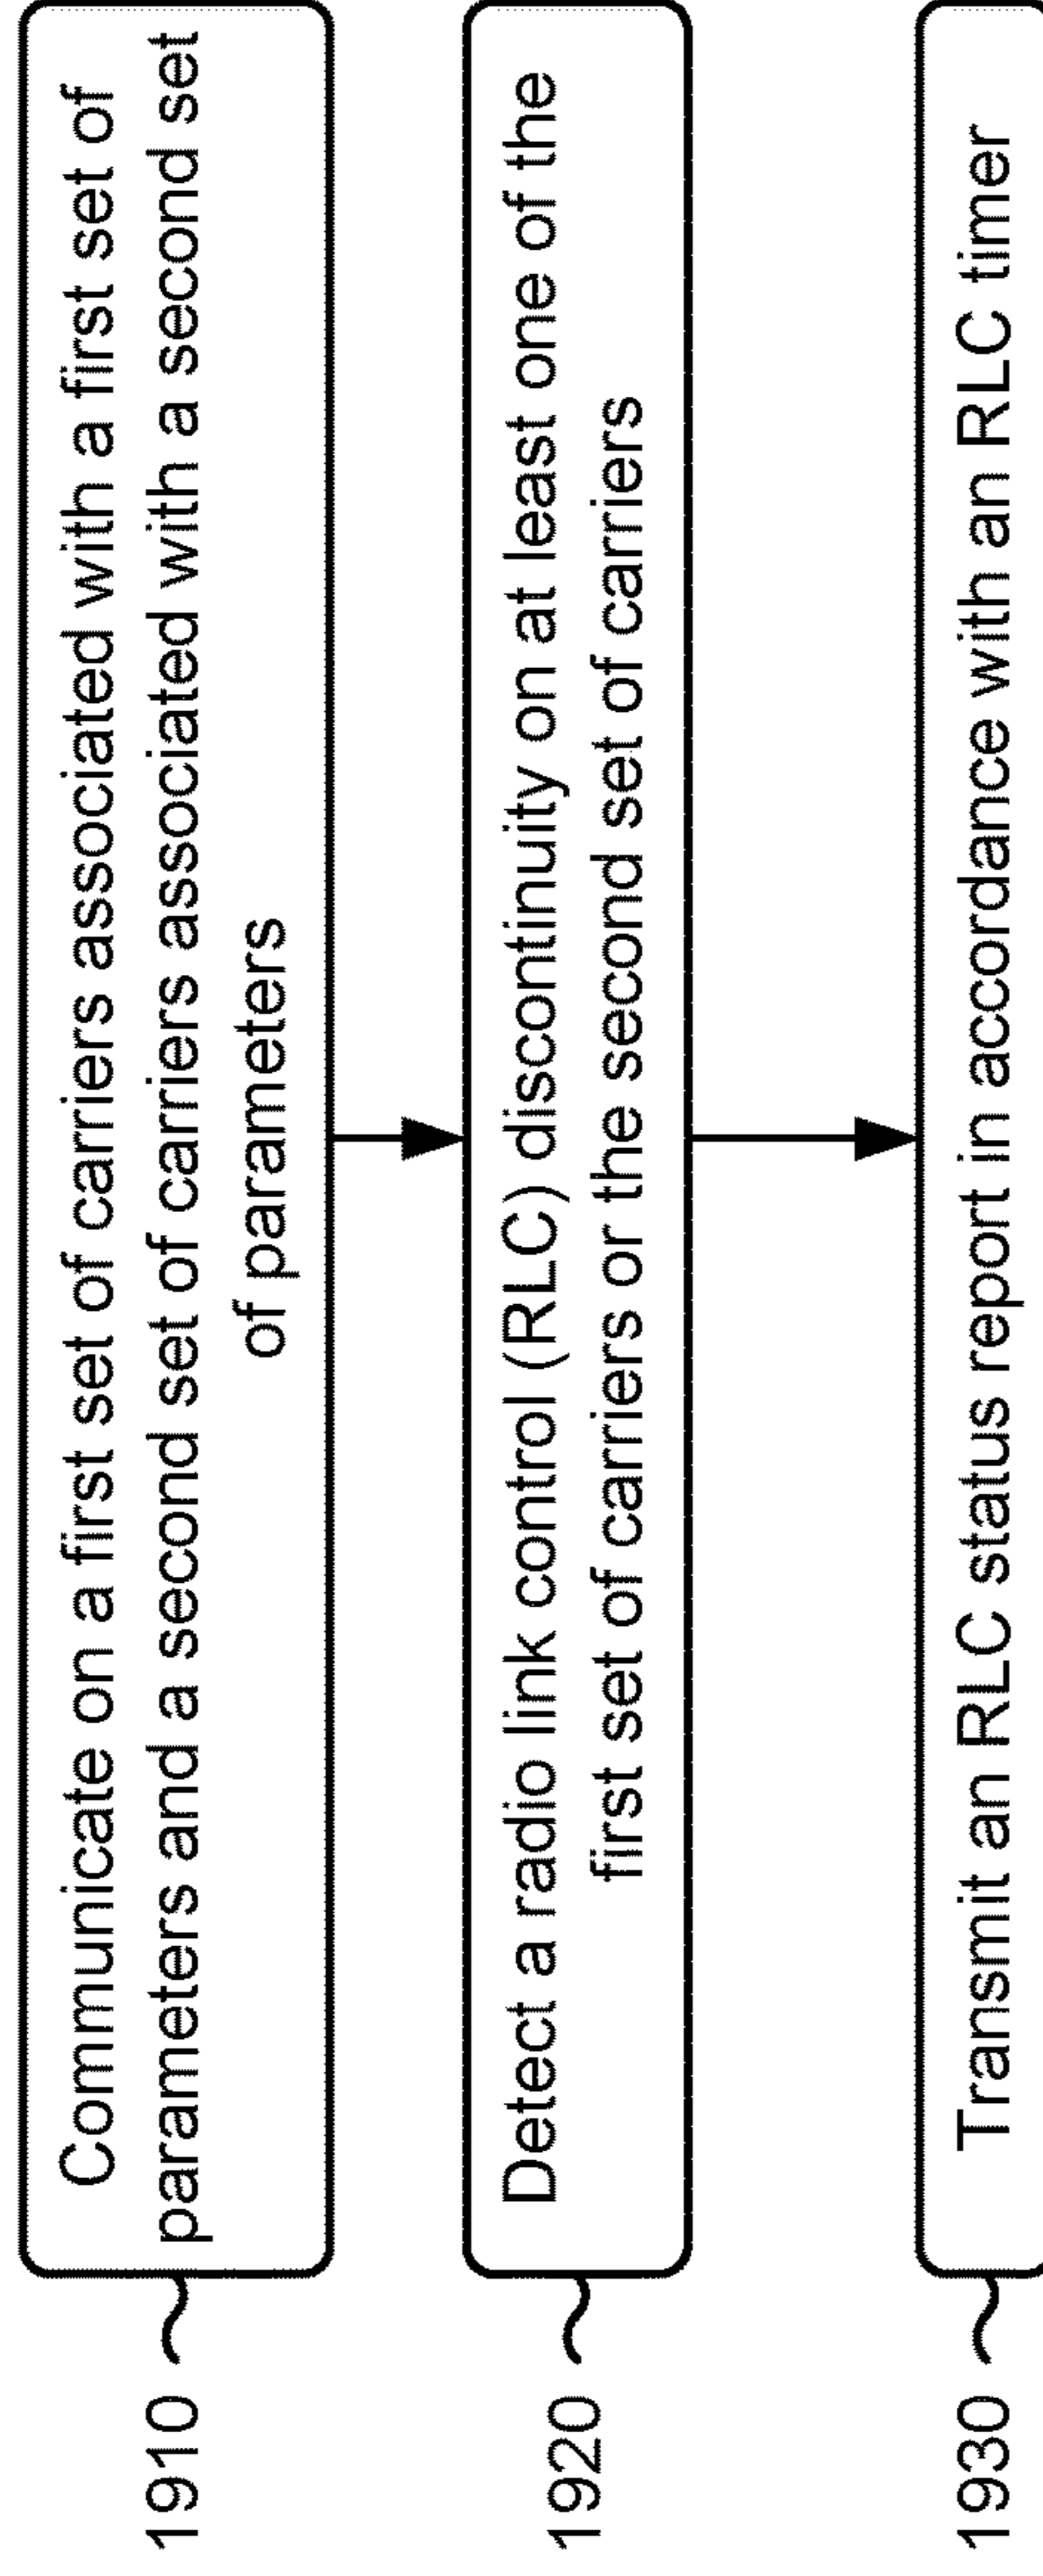 1910
Communicate on a first set of carriers associated with a first set of
parameters and a second set of carriers associated with a second set
of parameters
1920
Detect a radio link control (RLC) discontinuity on at least one of the
first set of carriers or the second set of carriers
1930
Transmit an RLC status report in accordance with an RLC timer